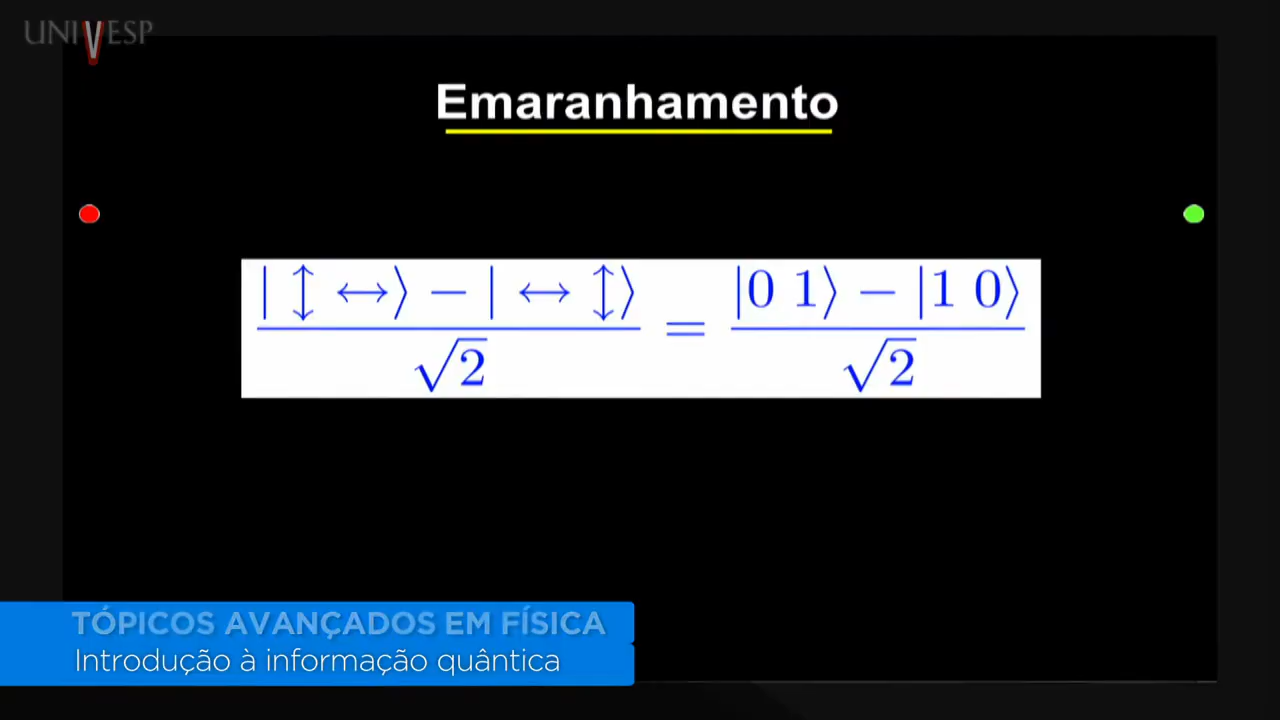 UNIVESP
Emaranhamento
(| ↕ ↔⟩ − | ↔ ↕⟩)/√2 = (|0 1⟩ − |1 0⟩)/√2
TÓPICOS AVANÇADOS EM FÍSICA
Introdução à informação quântica